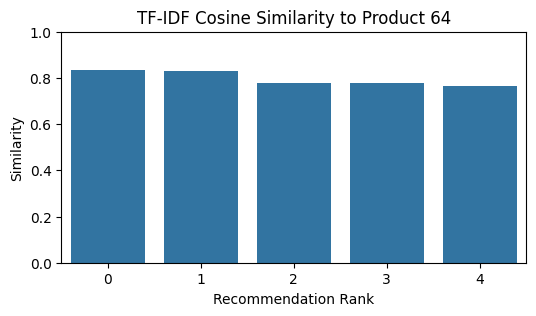 TF-IDF Cosine Similarity to Product 64
1.0
0.8
0.6
0.4
0.2
0.0
Similarity
0 1 2 3 4
Recommendation Rank